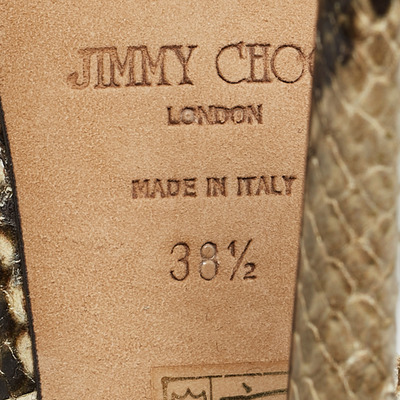 JIMMY CHOO
LONDON
MADE IN ITALY
38½